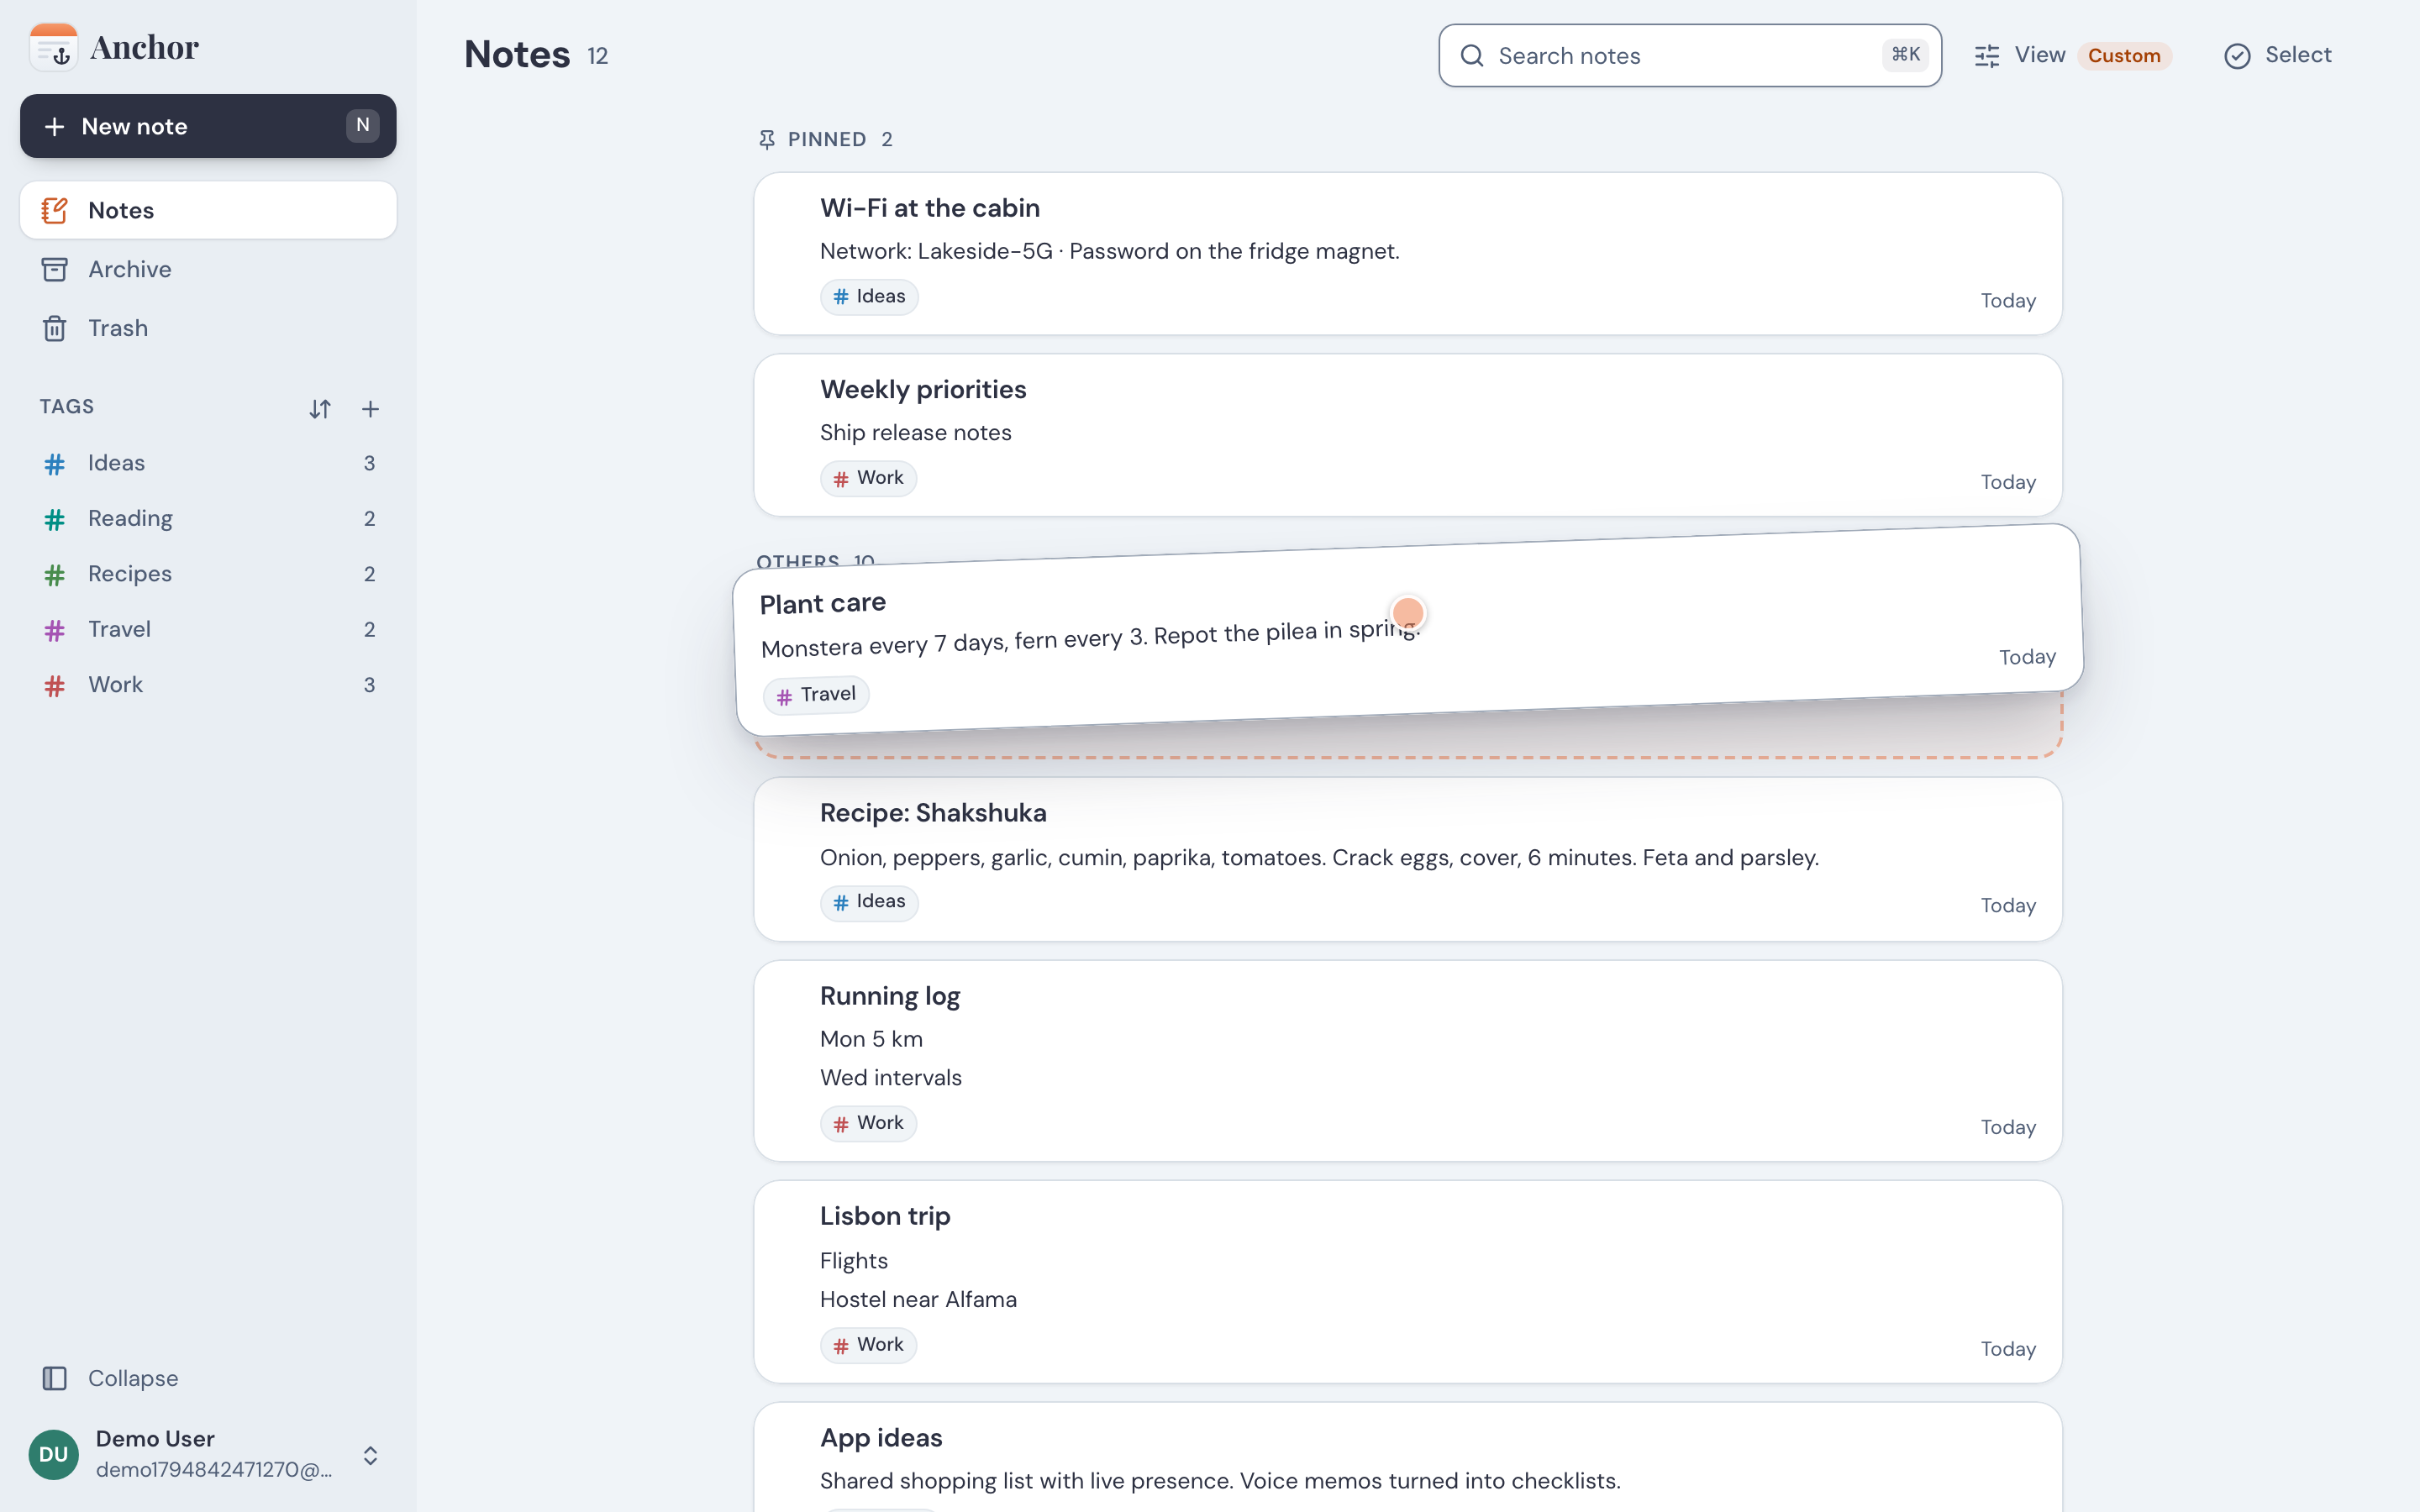 Anchor
New note N
Notes
Archive
Trash
TAGS
Ideas 3
Reading 2
Recipes 2
Travel 2
Work 3
Collapse
DU
Demo User
demo1794842471270@...
Notes 12
Search notes ⌘K
View Custom
Select
PINNED 2
Wi-Fi at the cabin
Network: Lakeside-5G · Password on the fridge magnet.
# Ideas
Today
Weekly priorities
Ship release notes
# Work
Today
OTHERS 10
Plant care
Monstera every 7 days, fern every 3. Repot the pilea in spring.
# Travel
Today
Recipe: Shakshuka
Onion, peppers, garlic, cumin, paprika, tomatoes. Crack eggs, cover, 6 minutes. Feta and parsley.
# Ideas
Today
Running log
Mon 5 km
Wed intervals
# Work
Today
Lisbon trip
Flights
Hostel near Alfama
# Work
Today
App ideas
Shared shopping list with live presence. Voice memos turned into checklists.